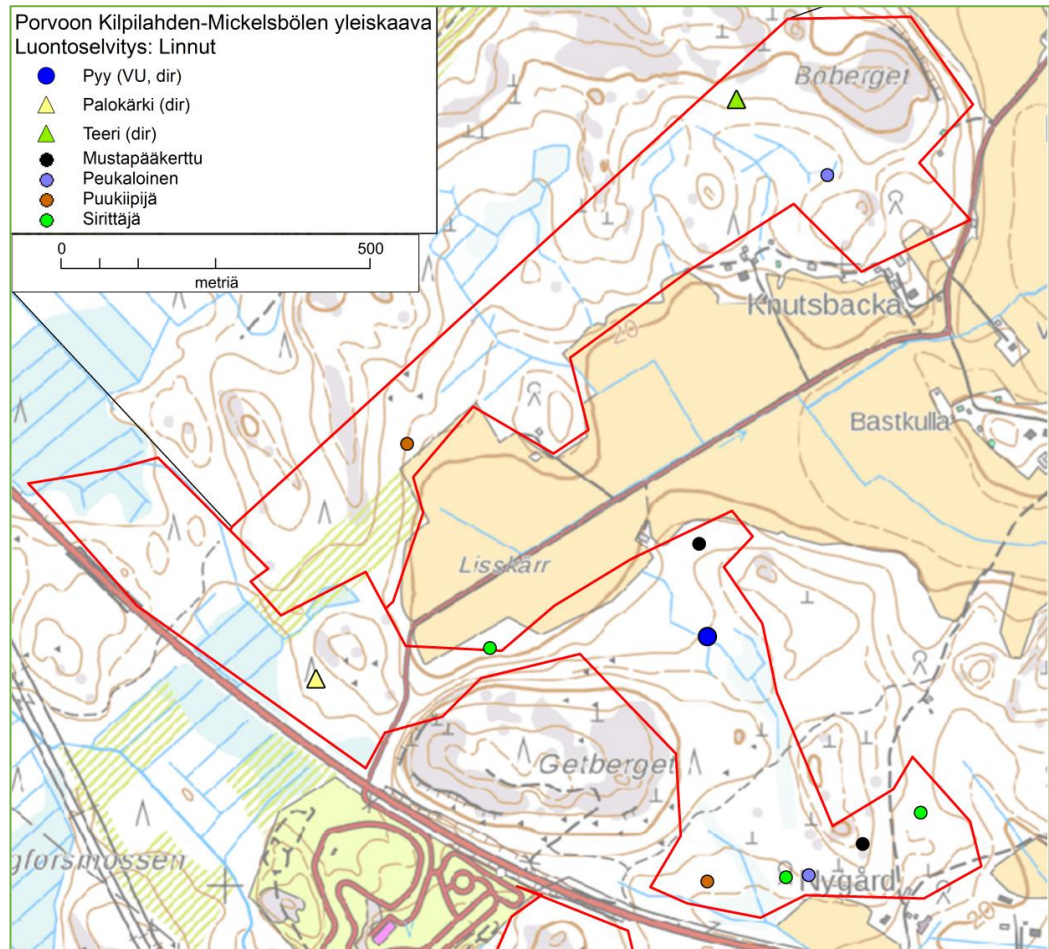 Porvoon Kilpilahden-Mickelsbölen yleiskaava
Luontoselvitys: Linnut
Pyy (VU, dir)
Palokärki (dir)
Teeri (dir)
Mustapääkerttu
Peukaloinen
Puukiipijä
Sirittäjä
0 500
metriä
Boberget
Knutsbacka
20
Bastkulla
Lisskärr
Getberget
gforsmossen
Nygård
20